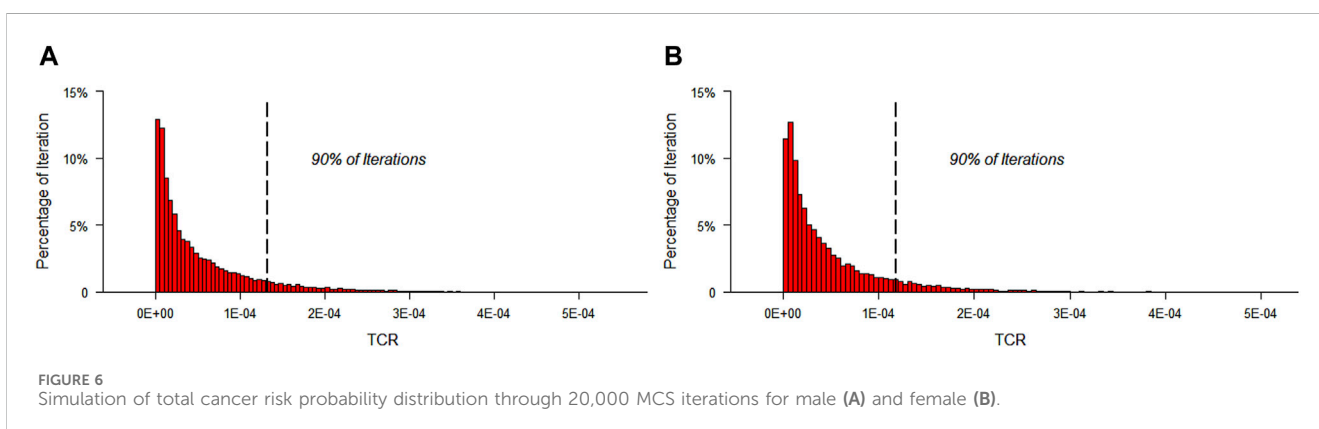 A
15%
10%
5%
0
Percentage of Iteration
90% of Iterations
0E+00 1E-04 2E-04 3E-04 4E-04 5E-04
TCR
B
15%
10%
5%
0
Percentage of Iteration
90% of Iterations
0E+00 1E-04 2E-04 3E-04 4E-04 5E-04
TCR
FIGURE 6
Simulation of total cancer risk probability distribution through 20,000 MCS iterations for male (A) and female (B).